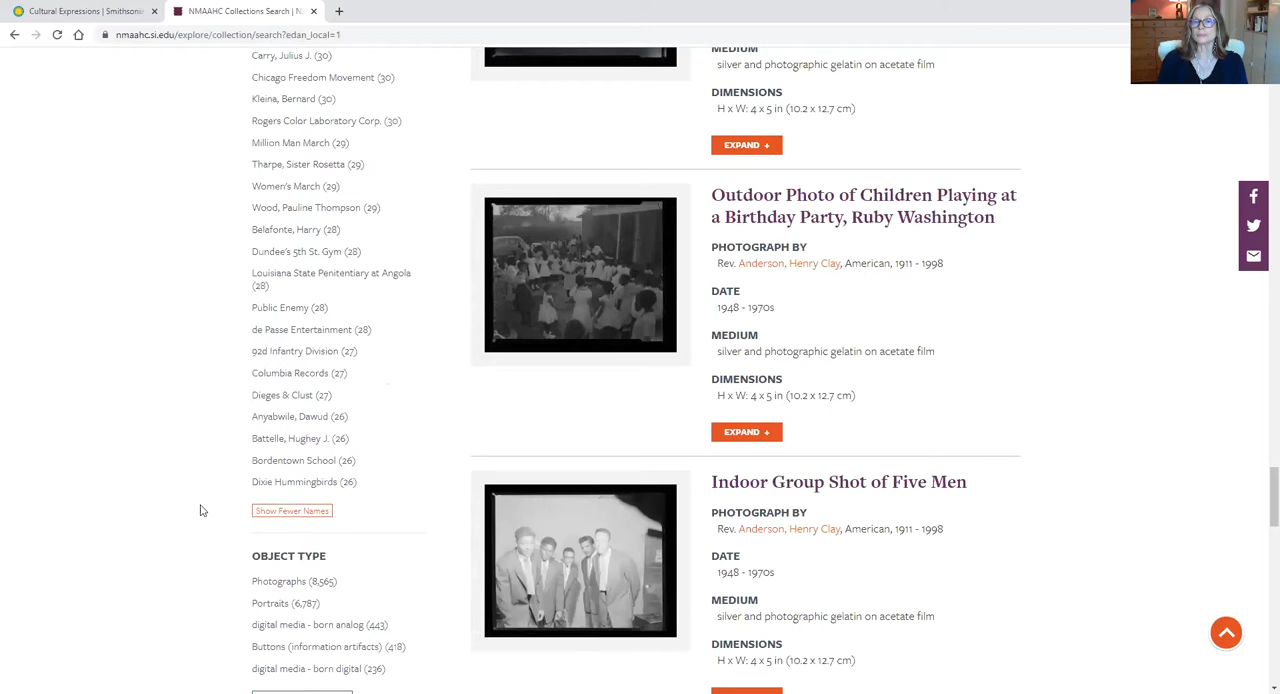 Cultural Expressions | Smithsonia
NMAAHC Collections Search | N
nmaahc.si.edu/explore/collection/search?edan_local=1
Carry, Julius J. (30)
Chicago Freedom Movement (30)
Kleina, Bernard (30)
Rogers Color Laboratory Corp. (30)
Million Man March (29)
Tharpe, Sister Rosetta (29)
Women's March (29)
Wood, Pauline Thompson (29)
Belafonte, Harry (28)
Dundee's 5th St. Gym (28)
Louisiana State Penitentiary at Angola
(28)
Public Enemy (28)
de Passe Entertainment (28)
92d Infantry Division (27)
Columbia Records (27)
Dieges & Clust (27)
Anyabwile, Dawud (26)
Battelle, Hughey J. (26)
Bordentown School (26)
Dixie Hummingbirds (26)
Show Fewer Names
OBJECT TYPE
Photographs (8,565)
Portraits (6,787)
digital media - born analog (443)
Buttons (information artifacts) (418)
digital media - born digital (236)
MEDIUM
silver and photographic gelatin on acetate film
DIMENSIONS
H x W: 4 x 5 in (10.2 x 12.7 cm)
EXPAND +
Outdoor Photo of Children Playing at
a Birthday Party, Ruby Washington
PHOTOGRAPH BY
Rev. Anderson, Henry Clay, American, 1911 - 1998
DATE
1948 - 1970s
MEDIUM
silver and photographic gelatin on acetate film
DIMENSIONS
H x W: 4 x 5 in (10.2 x 12.7 cm)
EXPAND +
Indoor Group Shot of Five Men
PHOTOGRAPH BY
Rev. Anderson, Henry Clay, American, 1911 - 1998
DATE
1948 - 1970s
MEDIUM
silver and photographic gelatin on acetate film
DIMENSIONS
H x W: 4 x 5 in (10.2 x 12.7 cm)